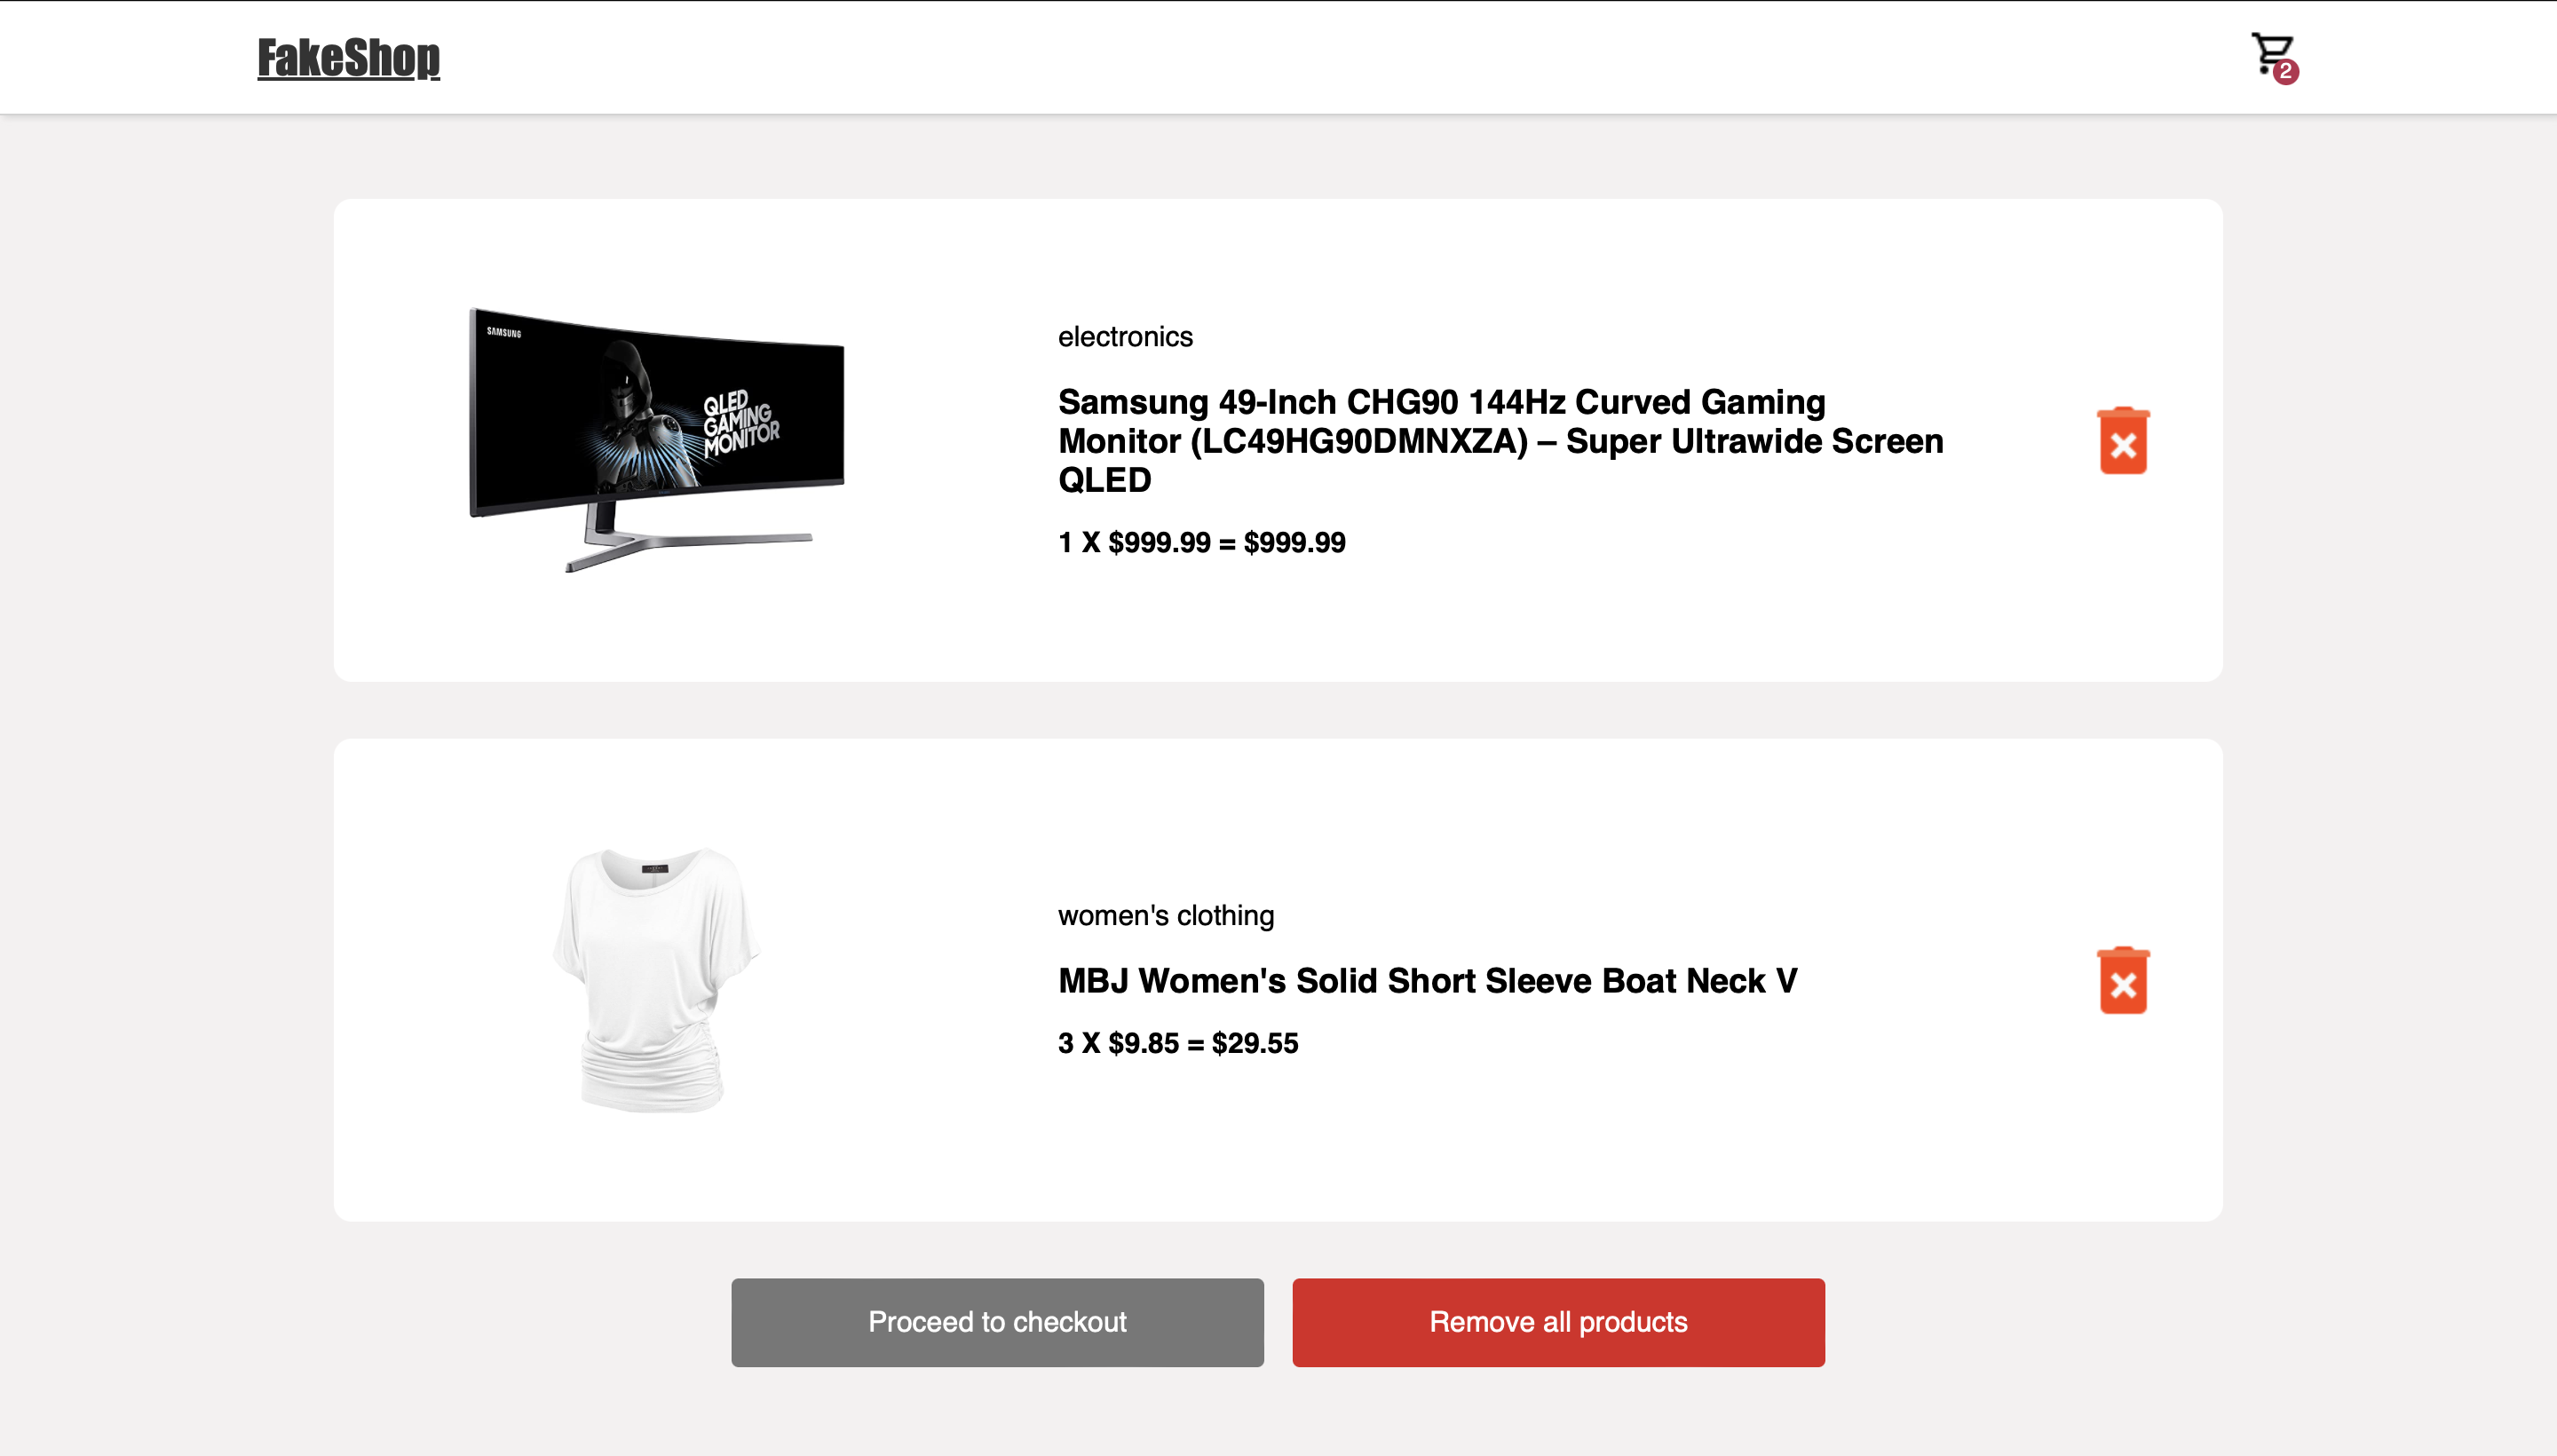 FakeShop
2
SAMSUNG
QLED
GAMING
MONITOR
electronics
Samsung 49-Inch CHG90 144Hz Curved Gaming
Monitor (LC49HG90DMNXZA) – Super Ultrawide Screen
QLED
1 X $999.99 = $999.99
women's clothing
MBJ Women's Solid Short Sleeve Boat Neck V
3 X $9.85 = $29.55
Proceed to checkout
Remove all products